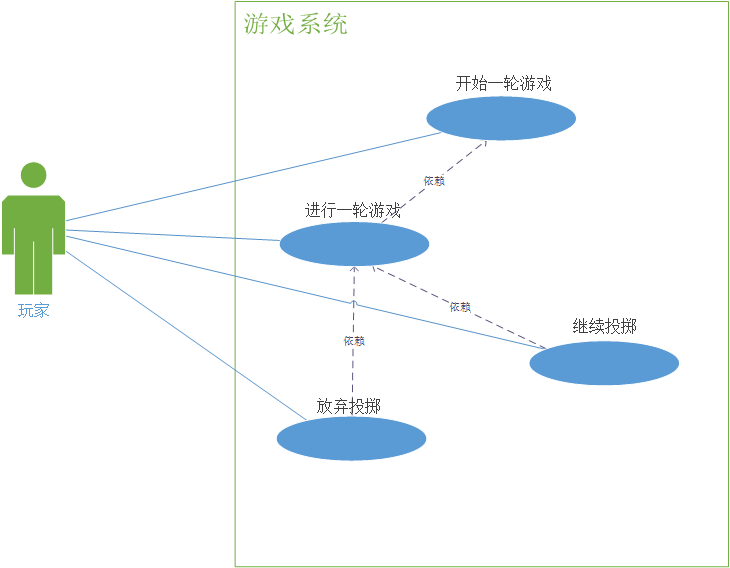 游戏系统
开始一轮游戏
依赖
进行一轮游戏
玩家
依赖
继续投掷
依赖
放弃投掷